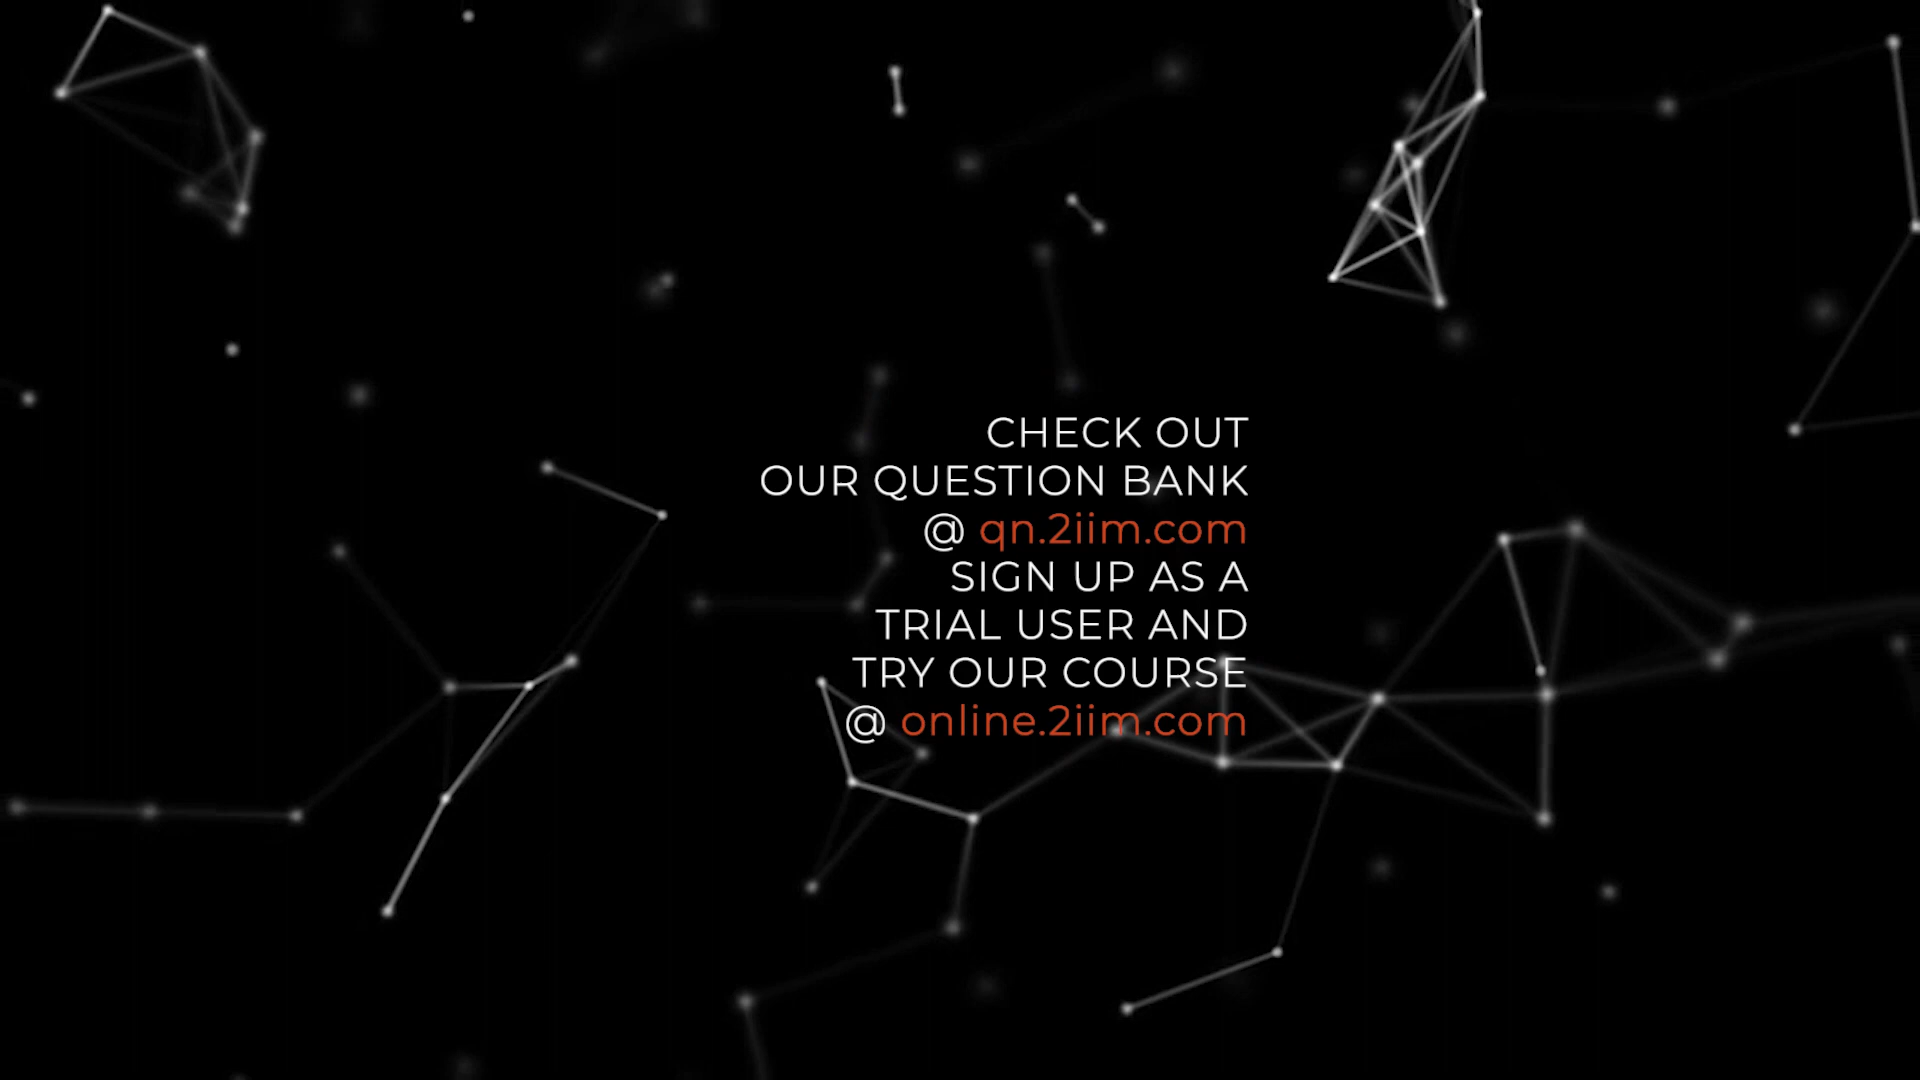 CHECK OUT
OUR QUESTION BANK
@ qn.2iim.com
SIGN UP AS A
TRIAL USER AND
TRY OUR COURSE
@ online.2iim.com